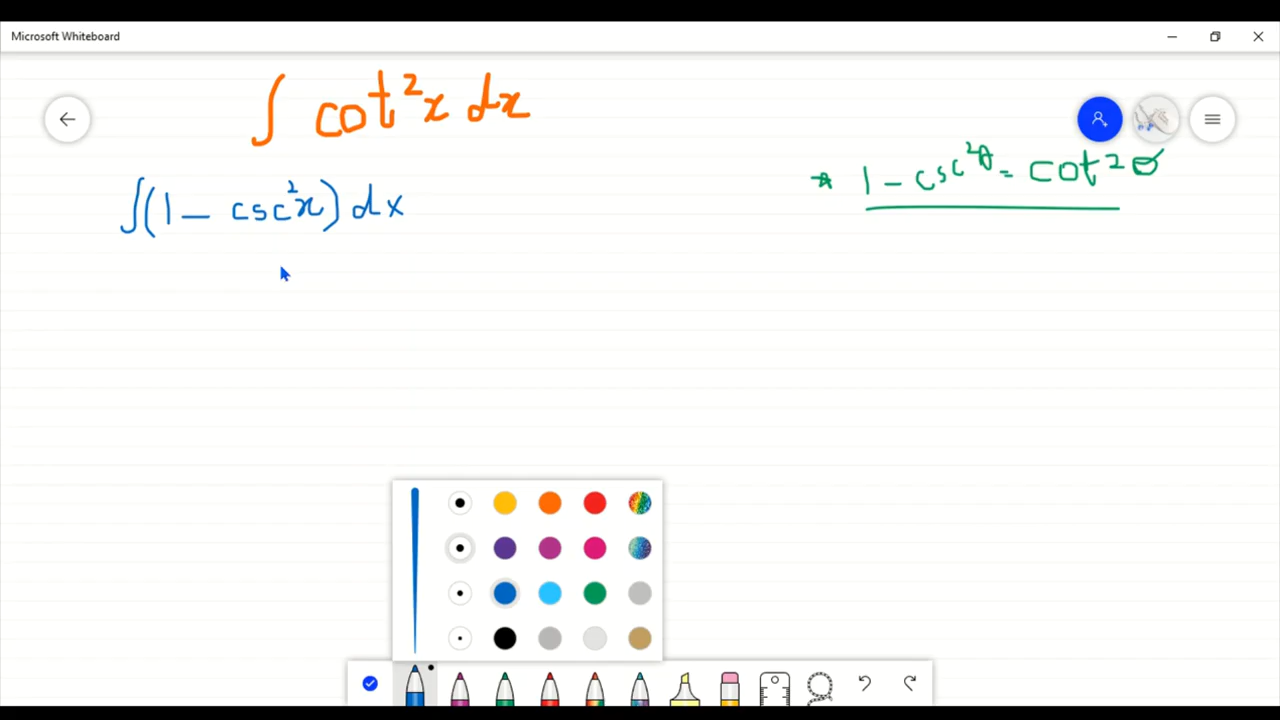 Microsoft Whiteboard
∫ cot²x dx
∫(1 - csc²x) dx
* 1 - csc²θ = cot2θ